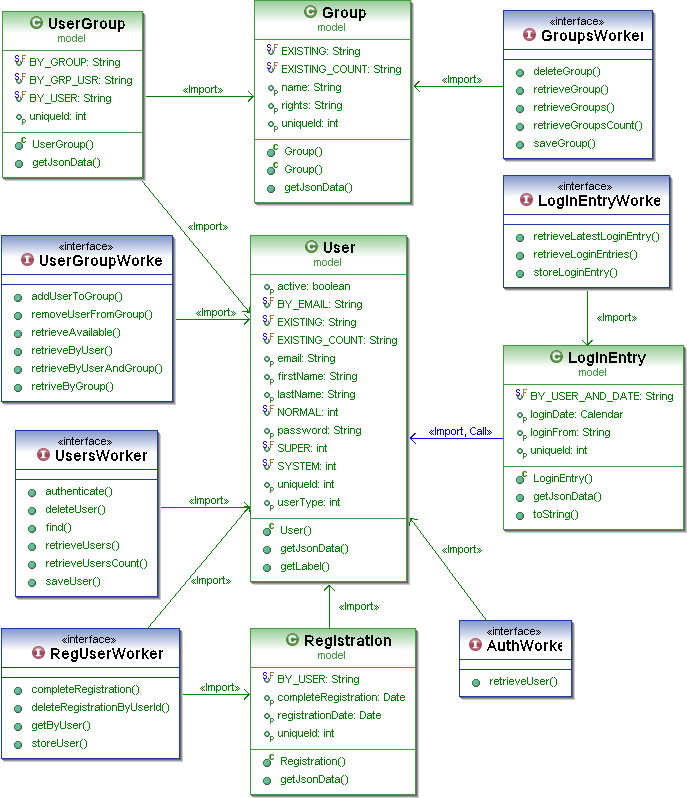 UserGroup
model
BY_GROUP: String
BY_GRP_USR: String
BY_USER: String
uniqueId: int
UserGroup()
getJsonData()
«Import»
Group
model
EXISTING: String
EXISTING_COUNT: String
name: String
rights: String
uniqueId: int
Group()
Group()
getJsonData()
«Import»
«interface»
GroupsWorker
deleteGroup()
retrieveGroup()
retrieveGroups()
retrieveGroupsCount()
saveGroup()
«Import»
«interface»
LogInEntryWorke
retrieveLatestLoginEntry()
retrieveLoginEntries()
storeLoginEntry()
«Import»
«interface»
UserGroupWorke
addUserToGroup()
removeUserFromGroup()
retrieveAvailable()
retrieveByUser()
retrieveByUserAndGroup()
retriveByGroup()
«Import»
User
model
active: boolean
BY_EMAIL: String
EXISTING: String
EXISTING_COUNT: String
email: String
firstName: String
lastName: String
NORMAL: int
password: String
SUPER: int
SYSTEM: int
uniqueId: int
userType: int
User()
getJsonData()
getLabel()
«Import, Call»
LogInEntry
model
BY_USER_AND_DATE: String
loginDate: Calendar
loginFrom: String
uniqueId: int
LoginEntry()
getJsonData()
toString()
«interface»
UsersWorker
authenticate()
deleteUser()
find()
retrieveUsers()
retrieveUsersCount()
saveUser()
«Import»
«Import»
«Import»
«Import»
«interface»
RegUserWorker
completeRegistration()
deleteRegistrationByUserId()
getByUser()
storeUser()
«Import»
Registration
model
BY_USER: String
completeRegistration: Date
registrationDate: Date
uniqueId: int
Registration()
getJsonData()
«interface»
AuthWorke
retrieveUser()